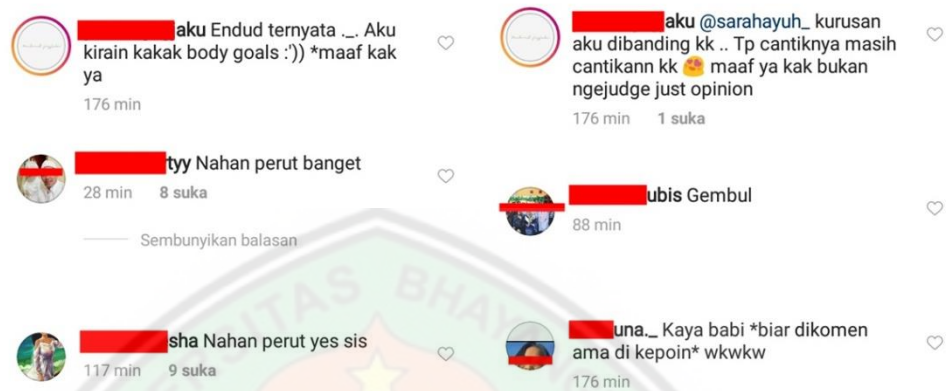 aku Endud ternyata ._. Aku
kirain kakak body goals :')) *maaf kak
ya
176 min
tyy Nahan perut banget
28 min 8 suka
Sembunyikan balasan
sha Nahan perut yes sis
117 min 9 suka
aku @sarahayuh_ kurusan
aku dibanding kk .. Tp cantiknya masih
cantikann kk 😍 maaf ya kak bukan
ngejudge just opinion
176 min 1 suka
ubis Gembul
88 min
una._ Kaya babi *biar dikomen
ama di kepoin* wkwkw
176 min